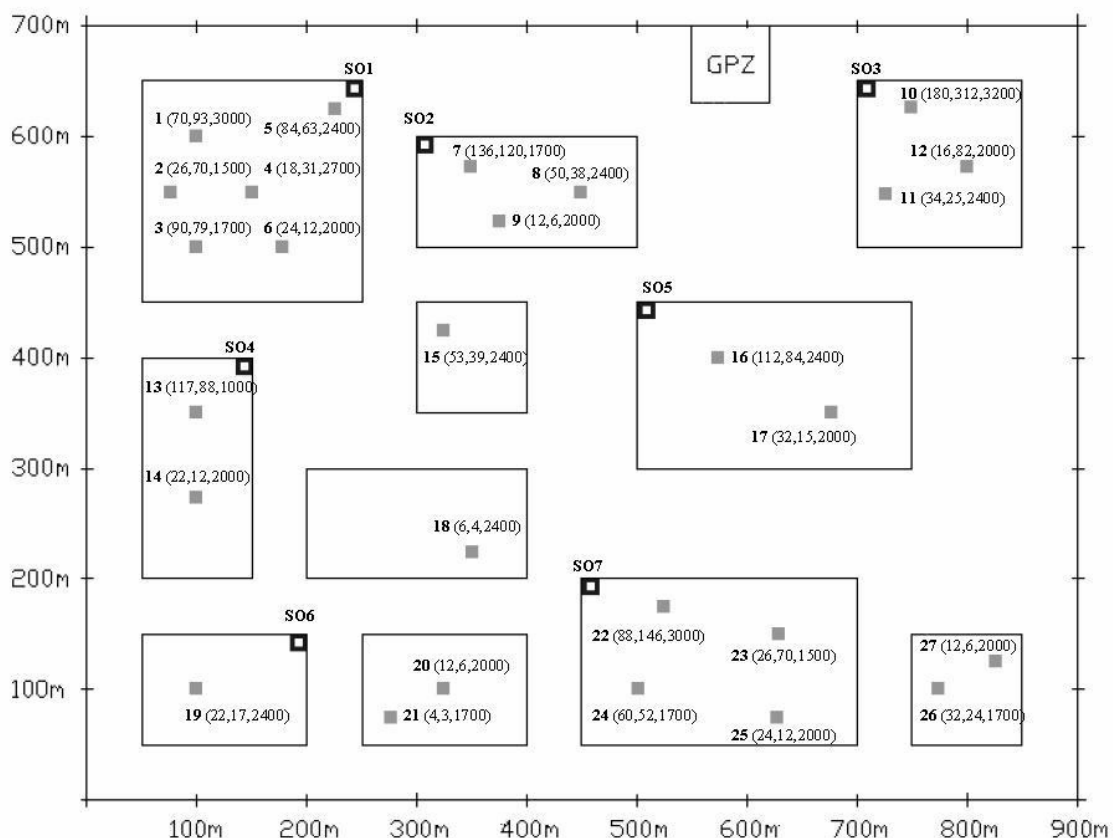 700m
GPZ
SO1
SO3
10 (180,312,3200)
1 (70,93,3000)
5 (84,63,2400)
600m
SO2
7 (136,120,1700)
12 (16,82,2000)
2 (26,70,1500)
4 (18,31,2700)
8 (50,38,2400)
11 (34,25,2400)
3 (90,79,1700)
6 (24,12,2000)
9 (12,6,2000)
500m
SO5
400m
SO4
15 (53,39,2400)
16 (112,84,2400)
13 (117,88,1000)
17 (32,15,2000)
300m
14 (22,12,2000)
18 (6,4,2400)
200m
SO7
SO6
22 (88,146,3000)
23 (26,70,1500)
27 (12,6,2000)
20 (12,6,2000)
100m
19 (22,17,2400)
21 (4,3,1700)
24 (60,52,1700)
25 (24,12,2000)
26 (32,24,1700)
100m 200m 300m 400m 500m 600m 700m 800m 900m